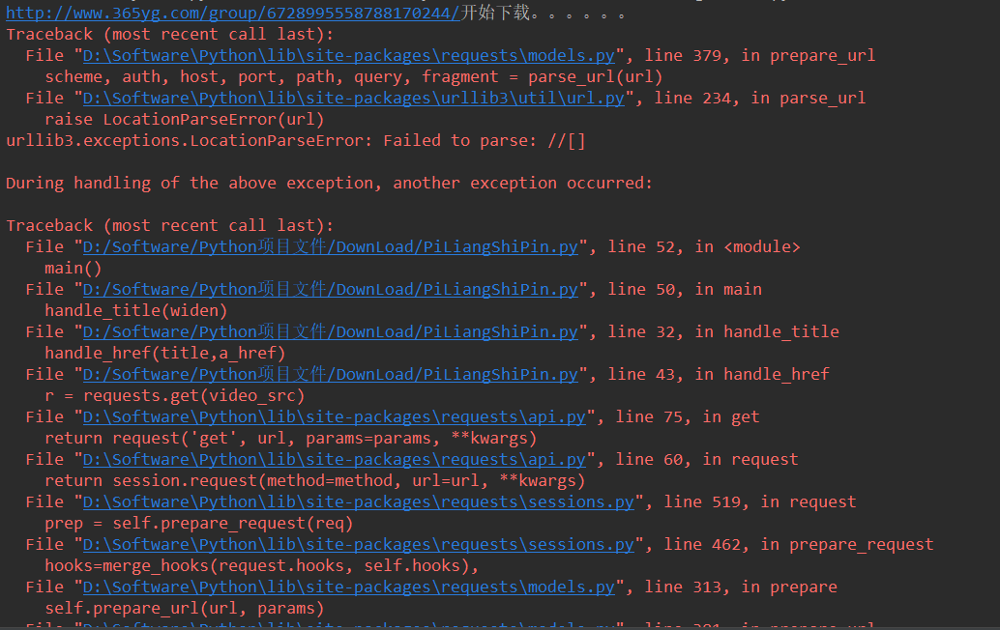 http://www.365yg.com/group/6728995558788170244/开始下载。。。。。。
Traceback (most recent call last):
  File "D:\Software\Python\lib\site-packages\requests\models.py", line 379, in prepare_url
    scheme, auth, host, port, path, query, fragment = parse_url(url)
  File "D:\Software\Python\lib\site-packages\urllib3\util\url.py", line 234, in parse_url
    raise LocationParseError(url)
urllib3.exceptions.LocationParseError: Failed to parse: //[]
During handling of the above exception, another exception occurred:
Traceback (most recent call last):
  File "D:/Software/Python项目文件/DownLoad/PiLiangShiPin.py", line 52, in <module>
    main()
  File "D:/Software/Python项目文件/DownLoad/PiLiangShiPin.py", line 50, in main
    handle_title(widen)
  File "D:/Software/Python项目文件/DownLoad/PiLiangShiPin.py", line 32, in handle_title
    handle_href(title,a_href)
  File "D:/Software/Python项目文件/DownLoad/PiLiangShiPin.py", line 43, in handle_href
    r = requests.get(video_src)
  File "D:\Software\Python\lib\site-packages\requests\api.py", line 75, in get
    return request('get', url, params=params, **kwargs)
  File "D:\Software\Python\lib\site-packages\requests\api.py", line 60, in request
    return session.request(method=method, url=url, **kwargs)
  File "D:\Software\Python\lib\site-packages\requests\sessions.py", line 519, in request
    prep = self.prepare_request(req)
  File "D:\Software\Python\lib\site-packages\requests\sessions.py", line 462, in prepare_request
    hooks=merge_hooks(request.hooks, self.hooks),
  File "D:\Software\Python\lib\site-packages\requests\models.py", line 313, in prepare
    self.prepare_url(url, params)